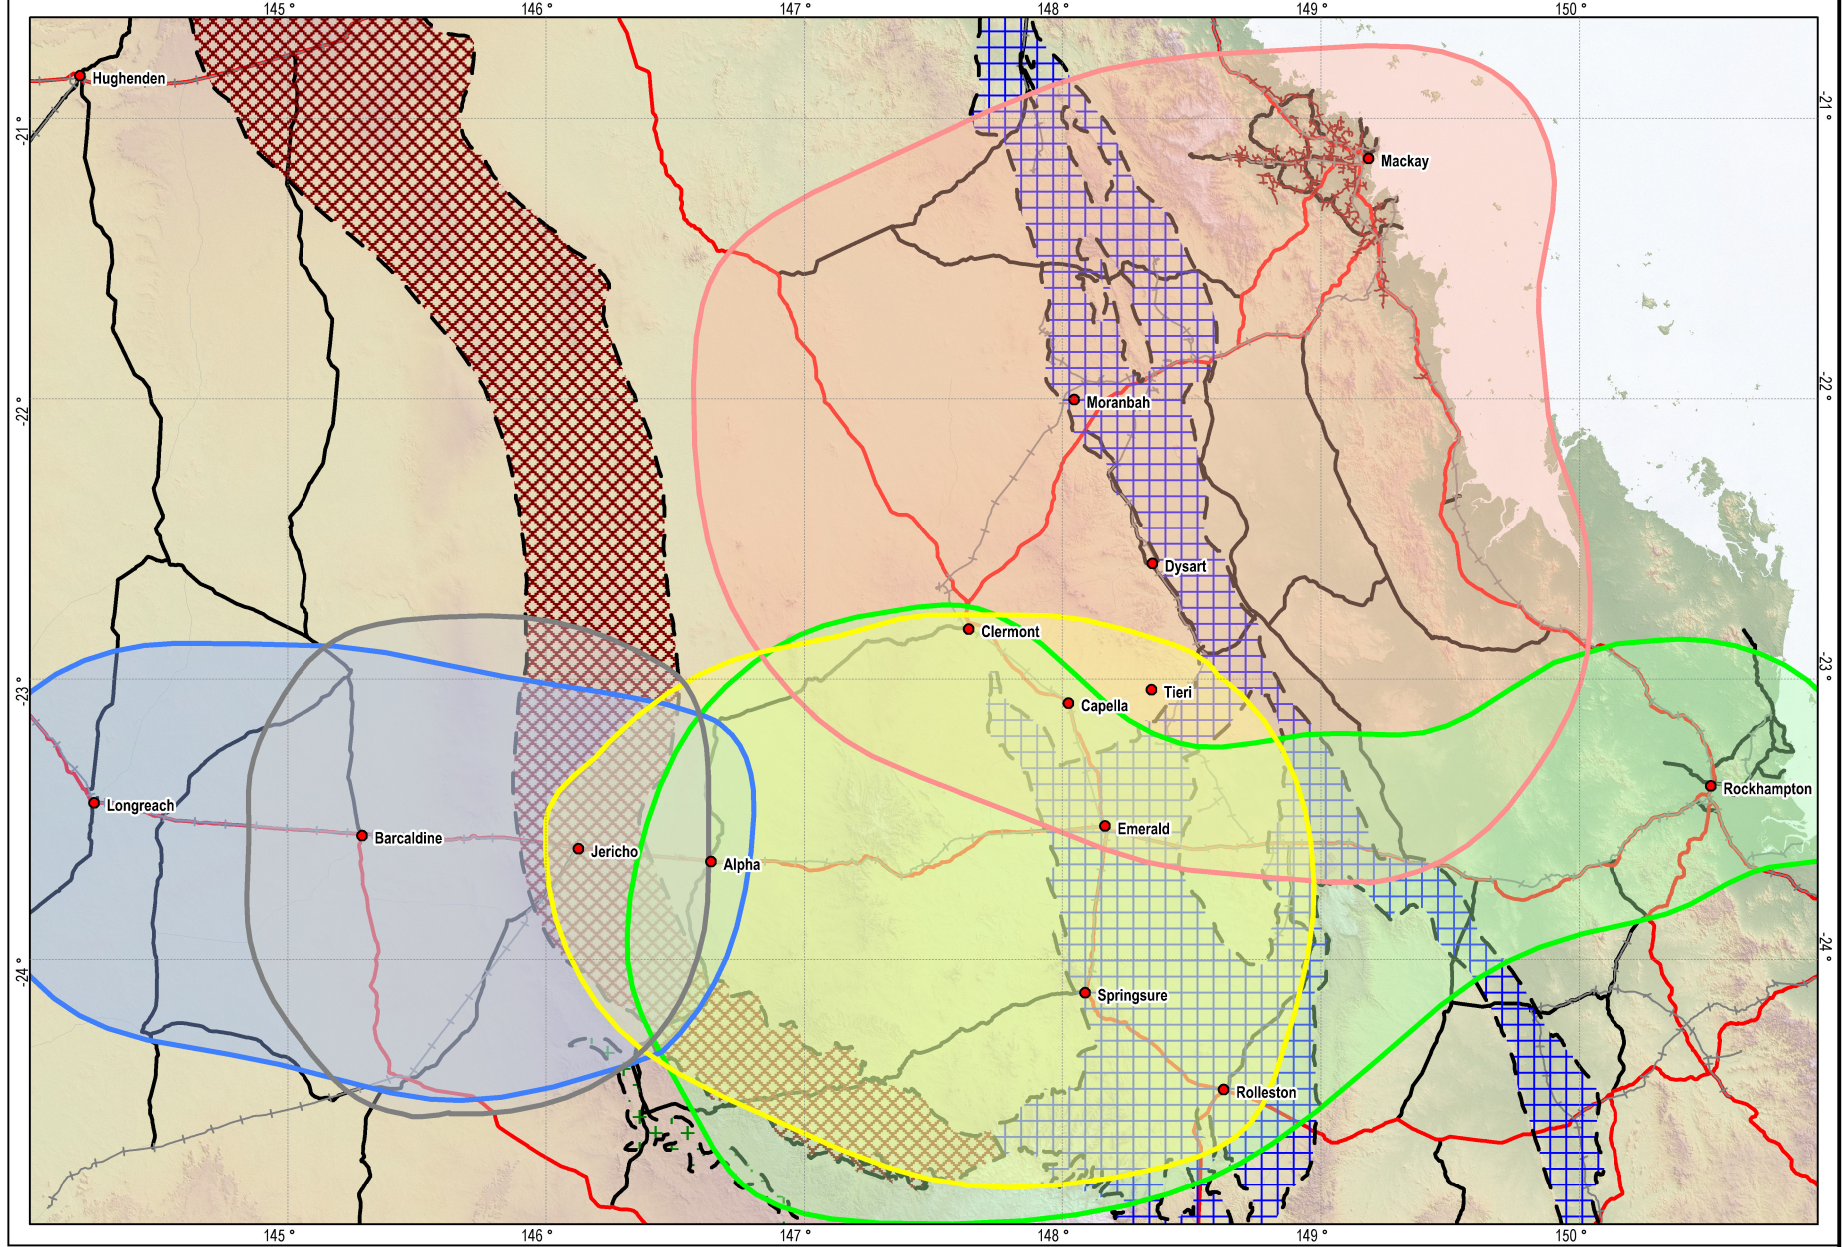 145 ° 146 ° 147 ° 148 ° 149 ° 150 °
Hughenden
21 ° -21 °
Mackay
22 ° -22 °
Moranbah
Dysart
Clermont
23 ° -23 °
Tieri
Capella
Rockhampton
Longreach
Emerald
Barcaldine
Jericho
Alpha
24 ° -24 °
Springsure
Rolleston
145 ° 146 ° 147 ° 148 ° 149 ° 150 °